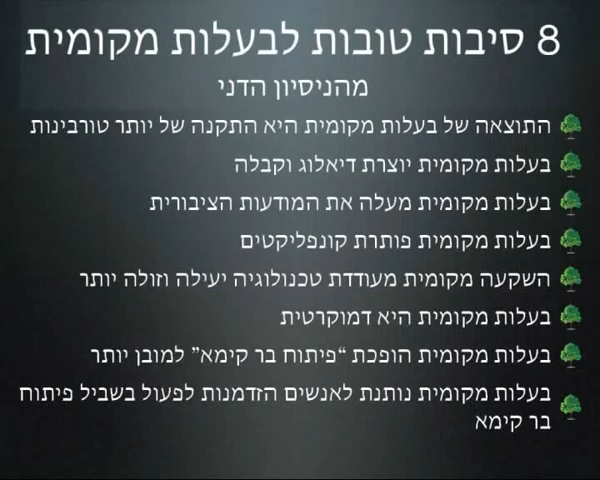 8 סיבות טובות לבעלות מקומית
מהניסיון הדני
התוצאה של בעלות מקומית היא התקנה של יותר טורבינות
בעלות מקומית יוצרת דיאלוג וקבלה
בעלות מקומית מעלה את המודעות הציבורית
בעלות מקומית פותרת קונפליקטים
השקעה מקומית מעודדת טכנולוגיה יעילה וזולה יותר
בעלות מקומית היא דמוקרטית
בעלות מקומית הופכת “פיתוח בר קימא” למובן יותר
בעלות מקומית נותנת לאנשים הזדמנות לפעול בשביל פיתוח
בר קימא